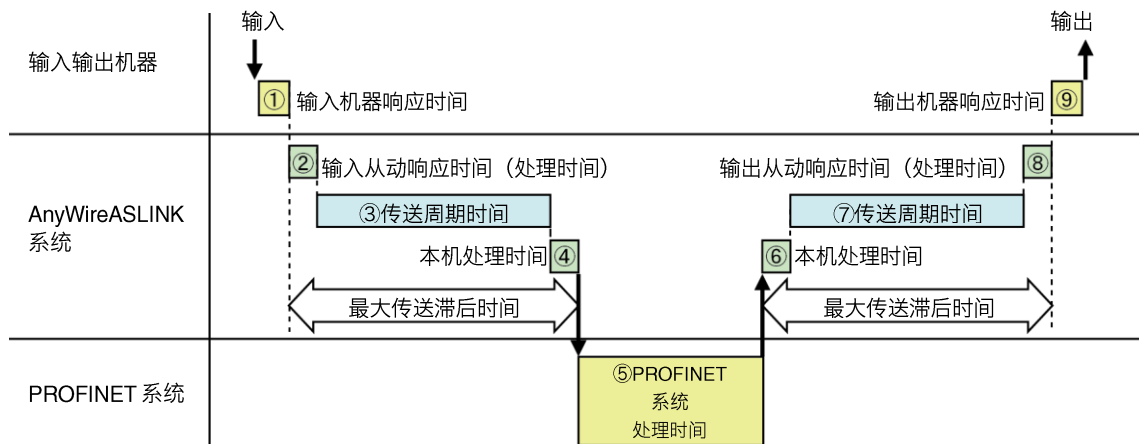 输入
输出
输入输出机器
① 输入机器响应时间
输出机器响应时间 ⑨
② 输入从动响应时间（处理时间）
输出从动响应时间（处理时间） ⑧
AnyWireASLINK
系统
③传送周期时间
⑦传送周期时间
本机处理时间 ④
⑥ 本机处理时间
最大传送滞后时间
最大传送滞后时间
PROFINET 系统
⑤PROFINET
系统
处理时间